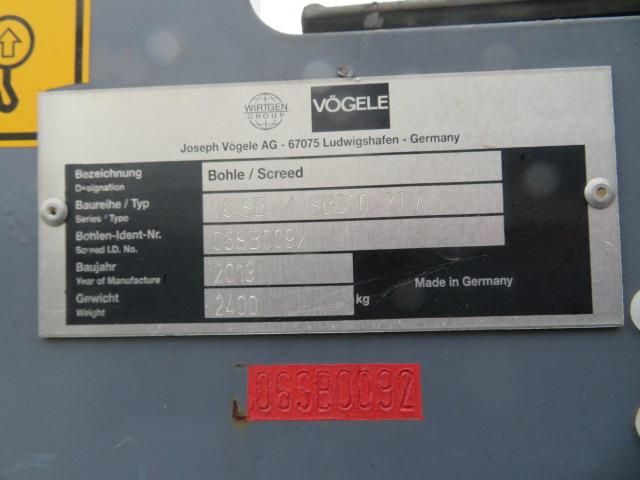 WIRTGEN
GROUP
VÖGELE
Joseph Vögele AG - 67075 Ludwigshafen - Germany
Bezeichnung
Designation
Bohle / Screed
Baureihe / Typ
Series / Type
06.SB / SB300-2TV
Bohlen-Ident-Nr.
Screed I.D. No.
06SB0092
Baujahr
Year of Manufacture
2013
Made in Germany
Gewicht
Weight
2400 kg
06SB0092